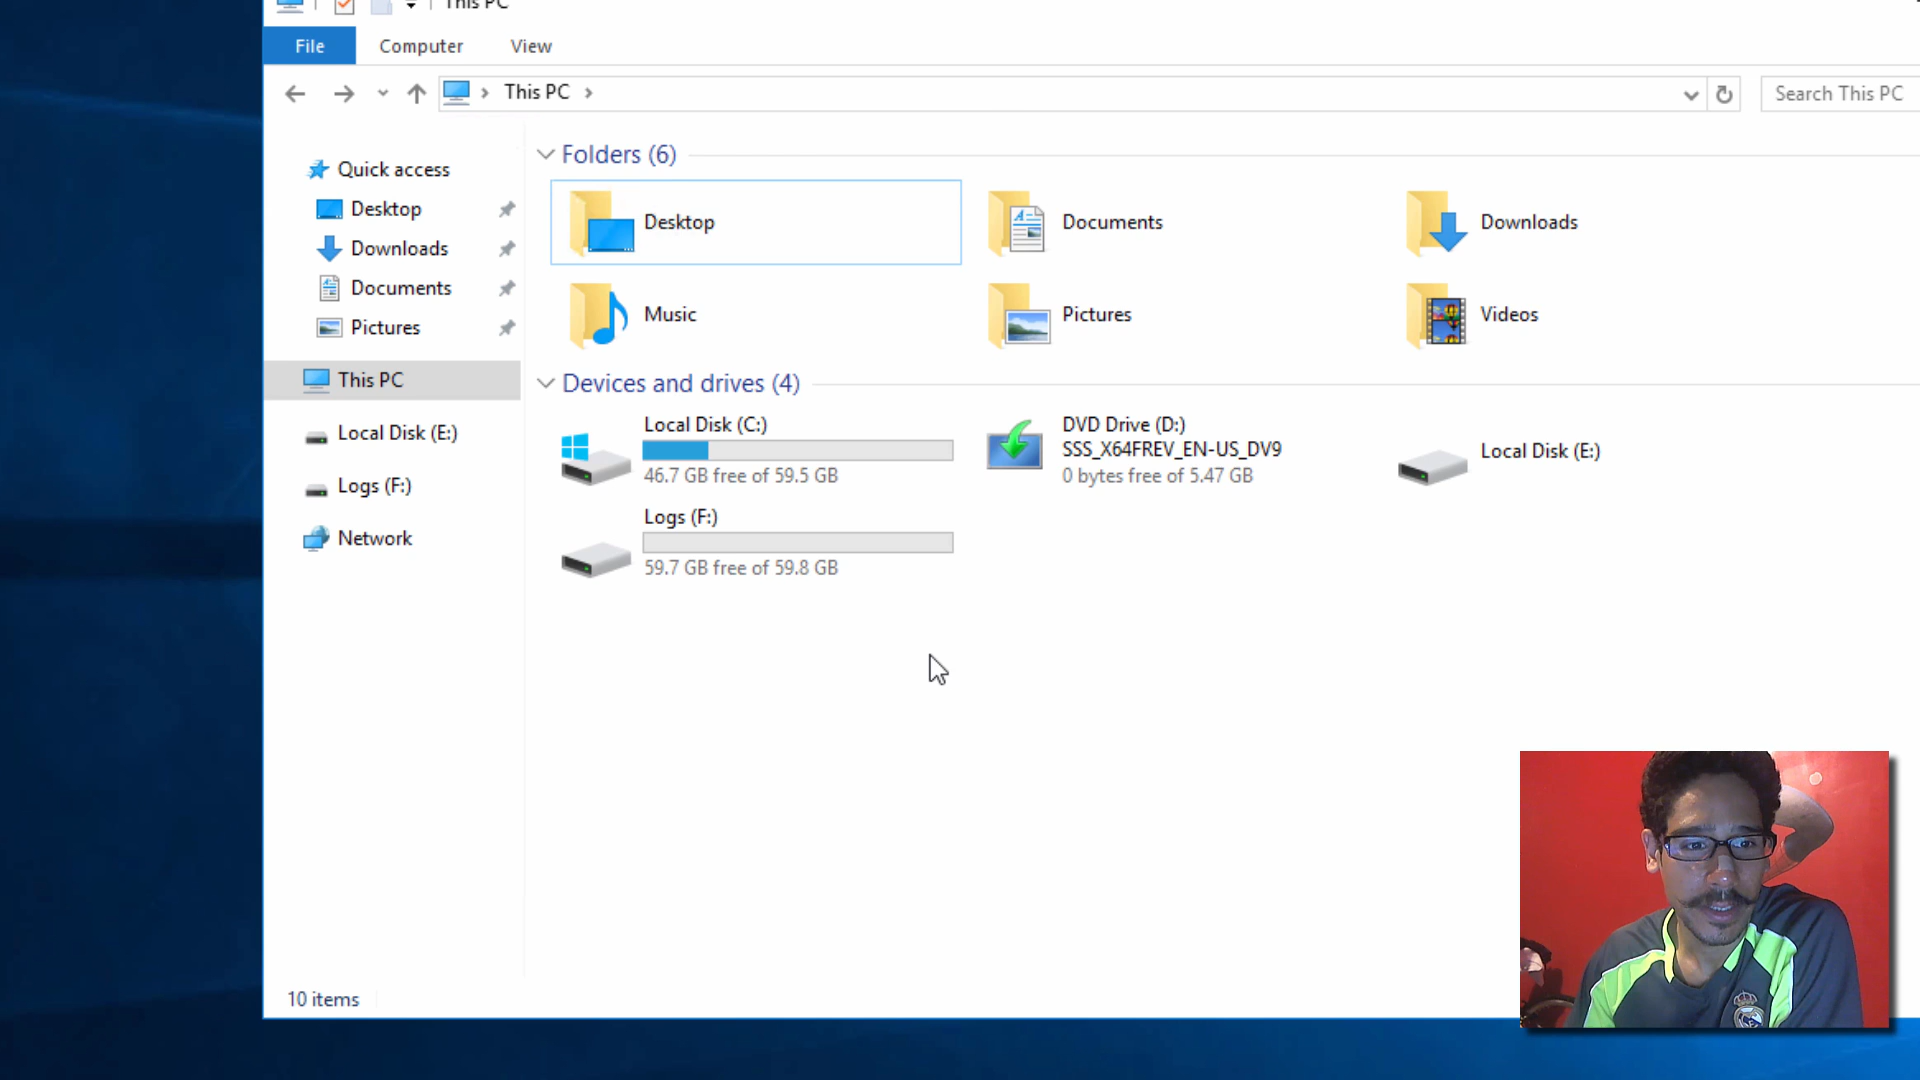 This PC
File Computer View
This PC
Search This PC
Quick access
Desktop
Downloads
Documents
Pictures
This PC
Local Disk (E:)
Logs (F:)
Network
Folders (6)
Desktop
Documents
Downloads
Music
Pictures
Videos
Devices and drives (4)
Local Disk (C:)
46.7 GB free of 59.5 GB
DVD Drive (D:)
SSS_X64FREV_EN-US_DV9
0 bytes free of 5.47 GB
Local Disk (E:)
Logs (F:)
59.7 GB free of 59.8 GB
10 items